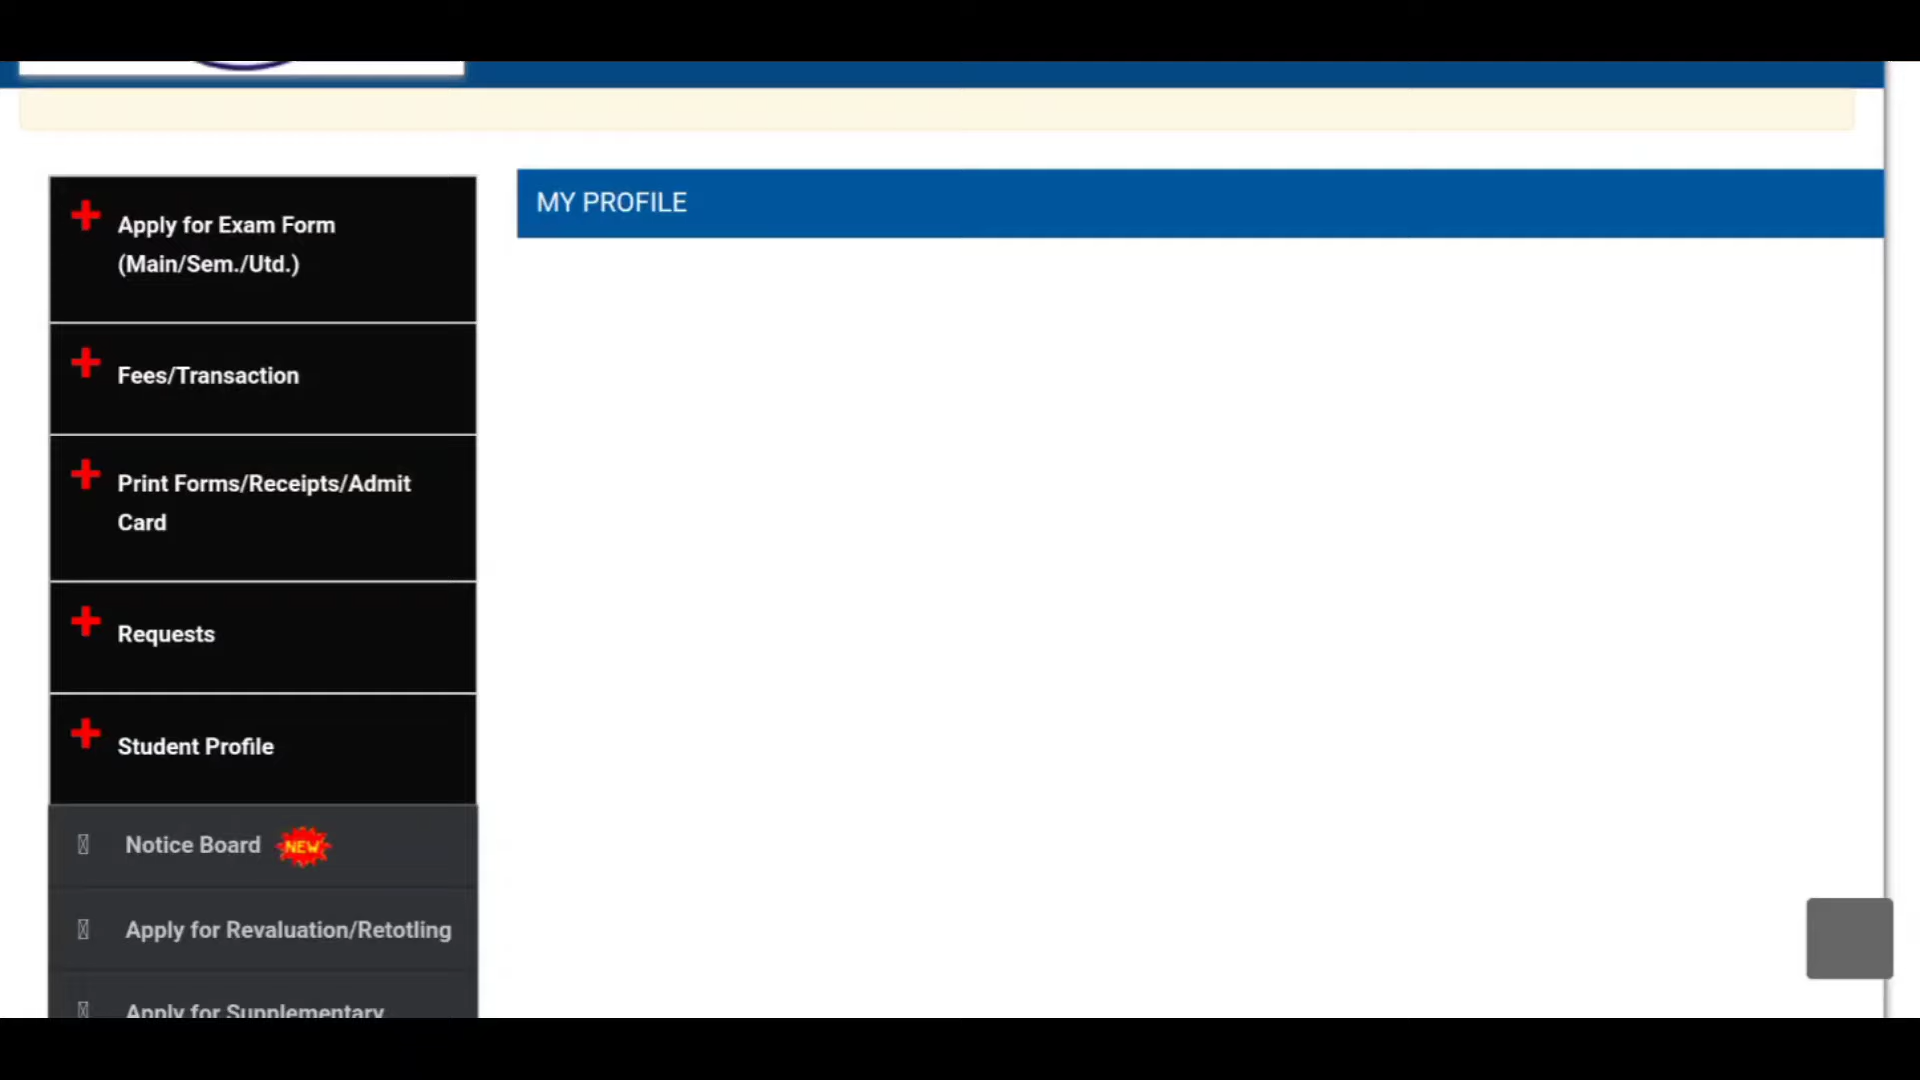 MY PROFILE
Apply for Exam Form
(Main/Sem./Utd.)
Fees/Transaction
Print Forms/Receipts/Admit
Card
Requests
Student Profile
Notice Board NEW
Apply for Revaluation/Retotling
Apply for Supplementary